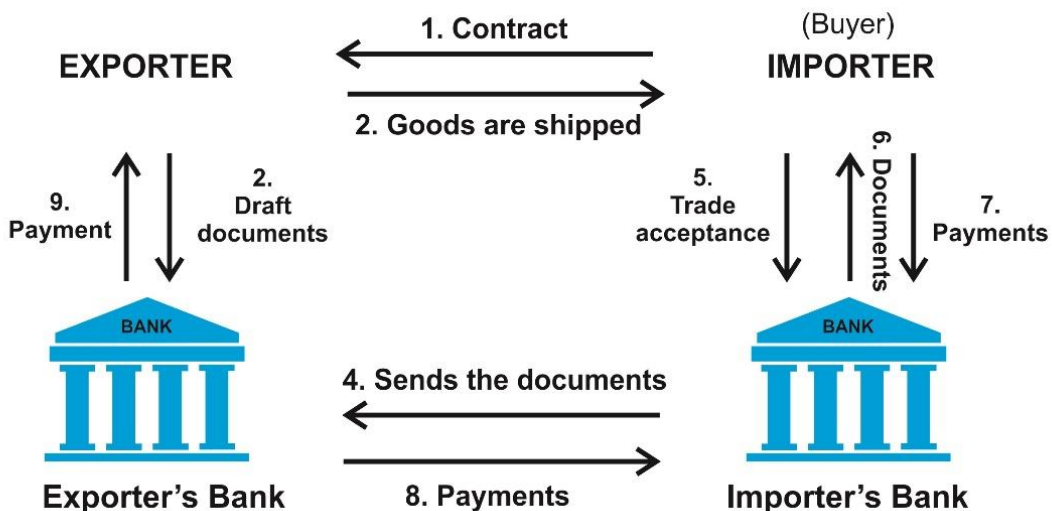 1. Contract
(Buyer)
EXPORTER
IMPORTER
2. Goods are shipped
9.
Payment
2.
Draft
documents
5.
Trade
acceptance
6. Documents
7.
Payments
BANK
BANK
4. Sends the documents
8. Payments
Exporter's Bank
Importer's Bank